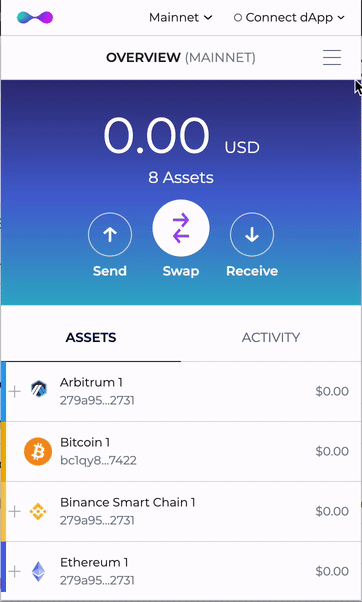 Mainnet Connect dApp
OVERVIEW (MAINNET)
0.00 USD
8 Assets
Send Swap Receive
ASSETS ACTIVITY
Arbitrum 1
279a95...2731 $0.00
Bitcoin 1
bc1qy8...7422 $0.00
Binance Smart Chain 1
279a95...2731 $0.00
Ethereum 1
279a95...2731 $0.00